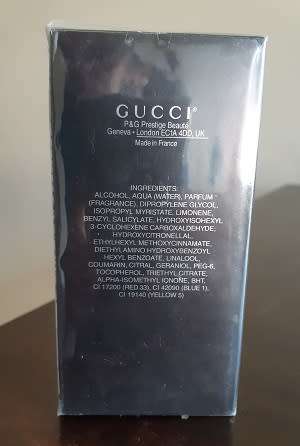 GUCCI®
P&G Prestige Beauté
Geneva • London EC1A 4DD, UK
Made in France
INGREDIENTS:
ALCOHOL, AQUA (WATER), PARFUM
(FRAGRANCE), DIPROPYLENE GLYCOL,
ISOPROPYL MYRISTATE, LIMONENE,
BENZYL SALICYLATE, HYDROXYISOHEXYL
3-CYCLOHEXENE CARBOXALDEHYDE,
HYDROXYCITRONELLAL,
ETHYLHEXYL METHOXYCINNAMATE,
DIETHYLAMINO HYDROXYBENZOYL
HEXYL BENZOATE, LINALOOL,
COUMARIN, CITRAL, GERANIOL, PEG-6,
TOCOPHEROL, TRIETHYL CITRATE,
ALPHA-ISOMETHYL IONONE, BHT,
CI 17200 (RED 33), CI 42090 (BLUE 1),
CI 19140 (YELLOW 5)